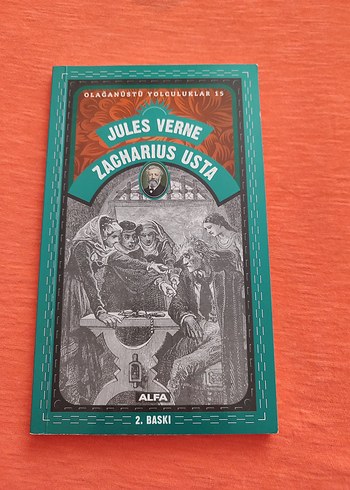 OLAĞANÜSTÜ YOLCULUKLAR 15
JULES VERNE
ZACHARIUS USTA
ALFA
2. BASKI